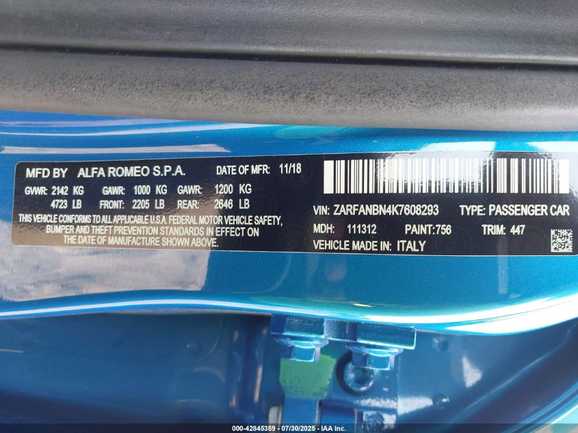 MFD BY ALFA ROMEO S.P.A. DATE OF MFR: 11/18
GVWR: 2142 KG GAWR: 1000 KG GAWR: 1200 KG
4723 LB FRONT: 2205 LB REAR: 2646 LB
THIS VEHICLE CONFORMS TO ALL APPLICABLE U.S.A. FEDERAL MOTOR VEHICLE SAFETY,
BUMPER AND THEFT PREVENTION STANDARDS IN EFFECT ON
THE DATE OF MANUFACTURE SHOWN ABOVE.
VIN: ZARFANBN4K7608293 TYPE: PASSENGER CAR
MDH: 111312 PAINT:756 TRIM: 447
VEHICLE MADE IN: ITALY
000-42845359 | 07/30/2025 | IAA Inc.